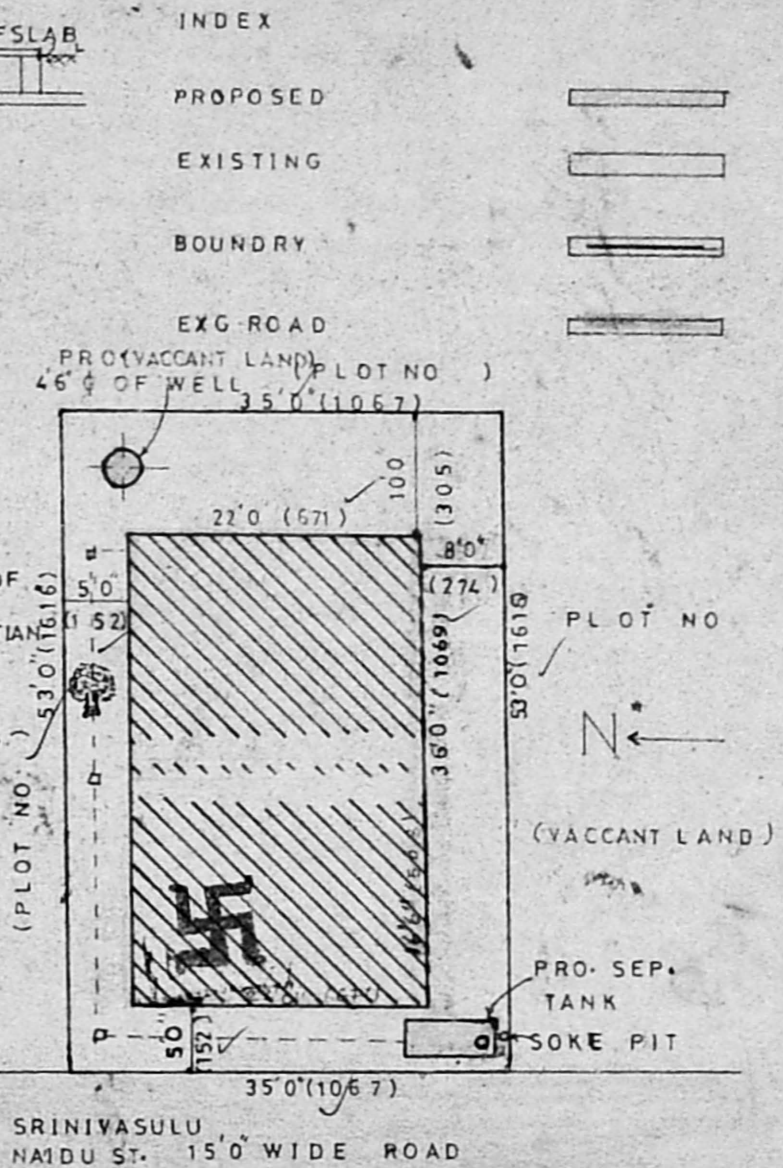 FSLAB
INDEX
PROPOSED
EXISTING
BOUNDRY
EXG-ROAD
PRO(VACCANT LAND)
(PLOT NO )
4'6" ₵ OF WELL
35'0"(1067)
100
(305)
22'0 (671)
8'0"
(274)
OF
5'0"
(152)
TIAN
53'0"(1616)
36'0"(1069)
53'0"(1616)
PLOT NO
N
(PLOT NO. )
(VACCANT LAND)
PRO. SEP.
TANK
SOKE PIT
5'0"
(152)
35'0"(1067)
SRINIVASULU
NAIDU ST. 15'0" WIDE ROAD